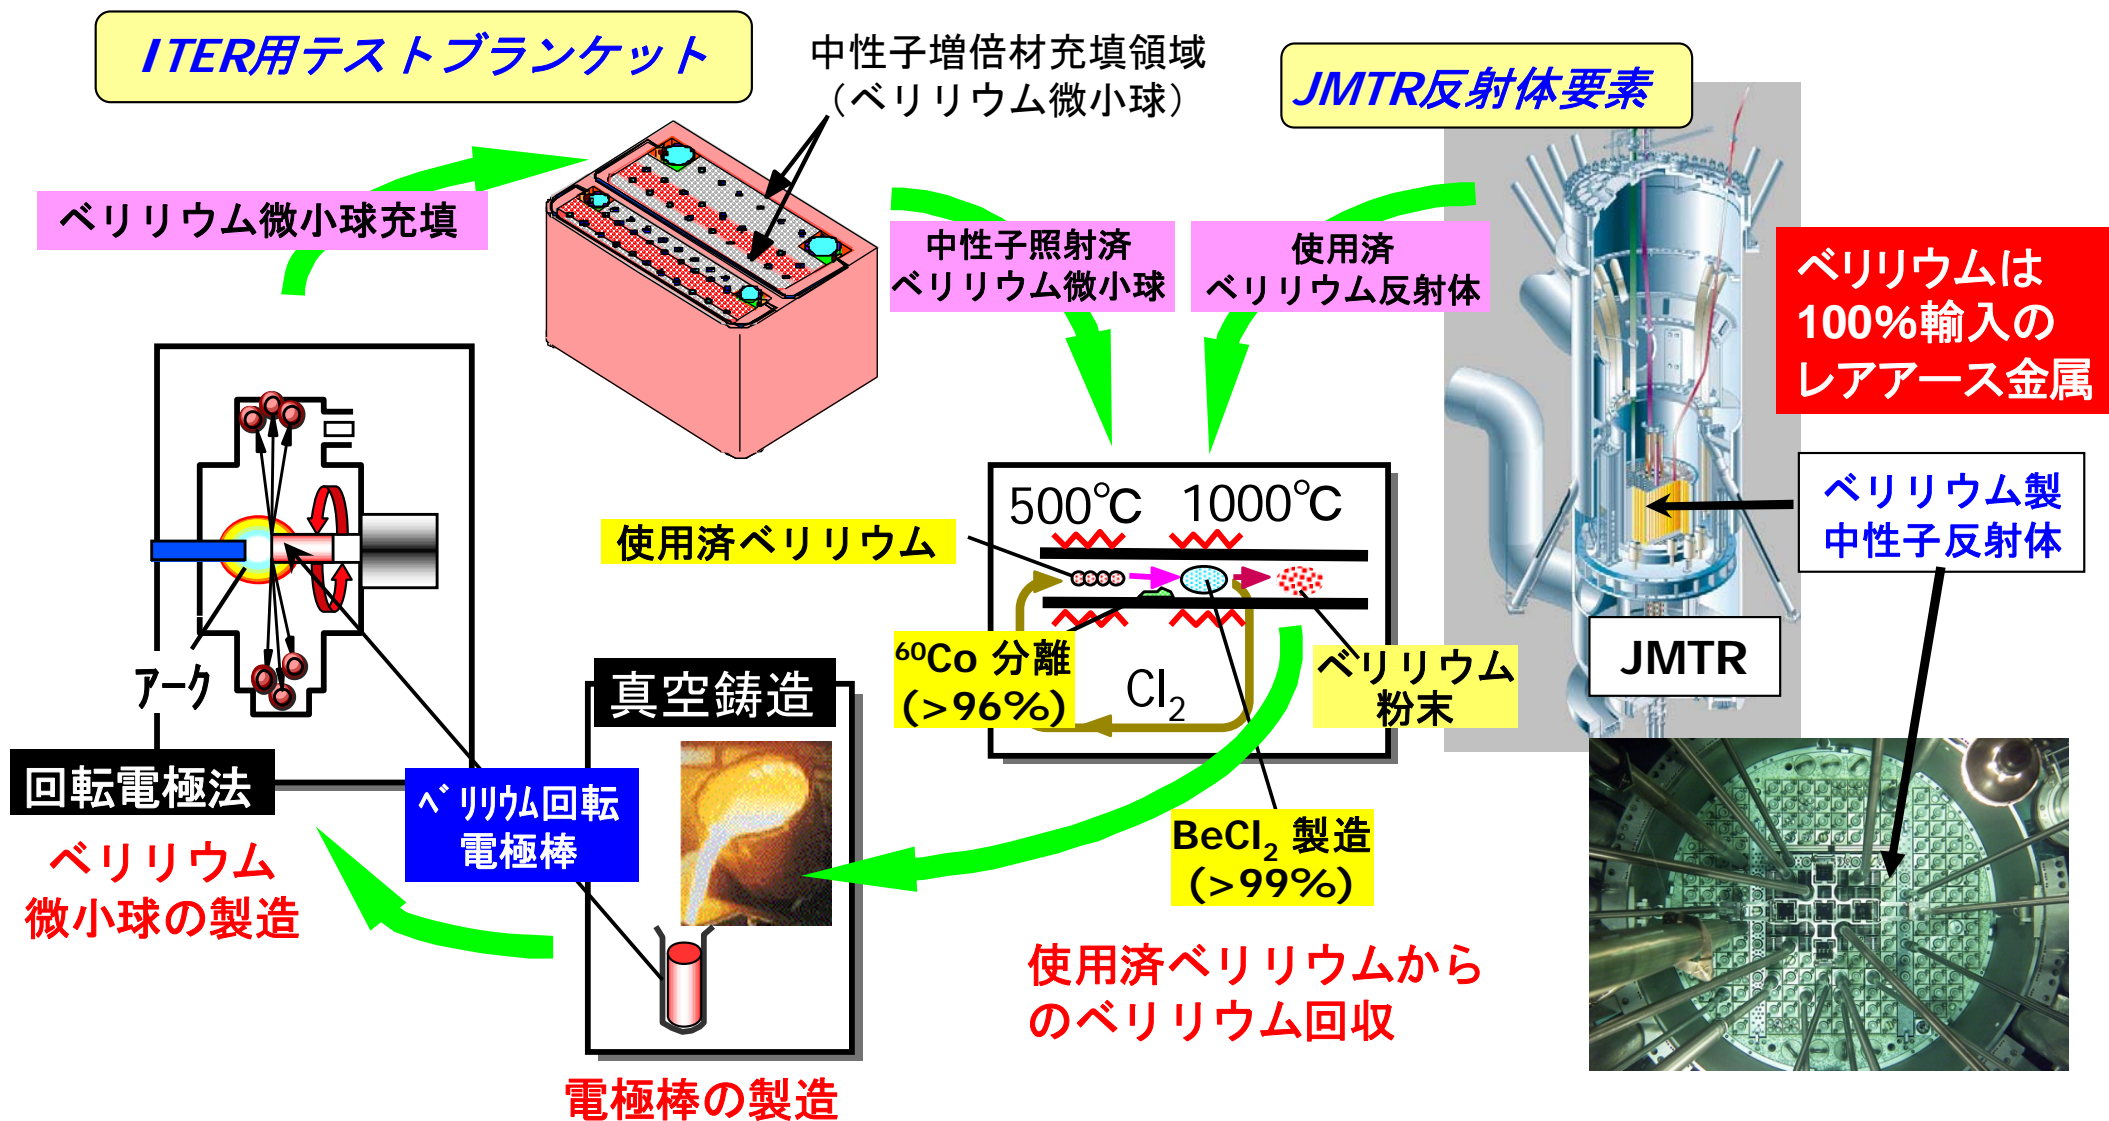 ITER用テストブランケット
中性子増倍材充填領域
（ベリリウム微小球）
JMTR反射体要素
ベリリウム微小球充填
中性子照射済
ベリリウム微小球
使用済
ベリリウム反射体
ベリリウムは
100%輸入の
レアアース金属
500℃
1000℃
使用済ベリリウム
ベリリウム製
中性子反射体
⁶⁰Co 分離
(>96%)
Cl₂
ベリリウム
粉末
JMTR
アーク
真空鋳造
回転電極法
ﾍﾞﾘﾘｳﾑ回転
電極棒
BeCl₂ 製造
(>99%)
ベリリウム
微小球の製造
使用済ベリリウムから
のベリリウム回収
電極棒の製造